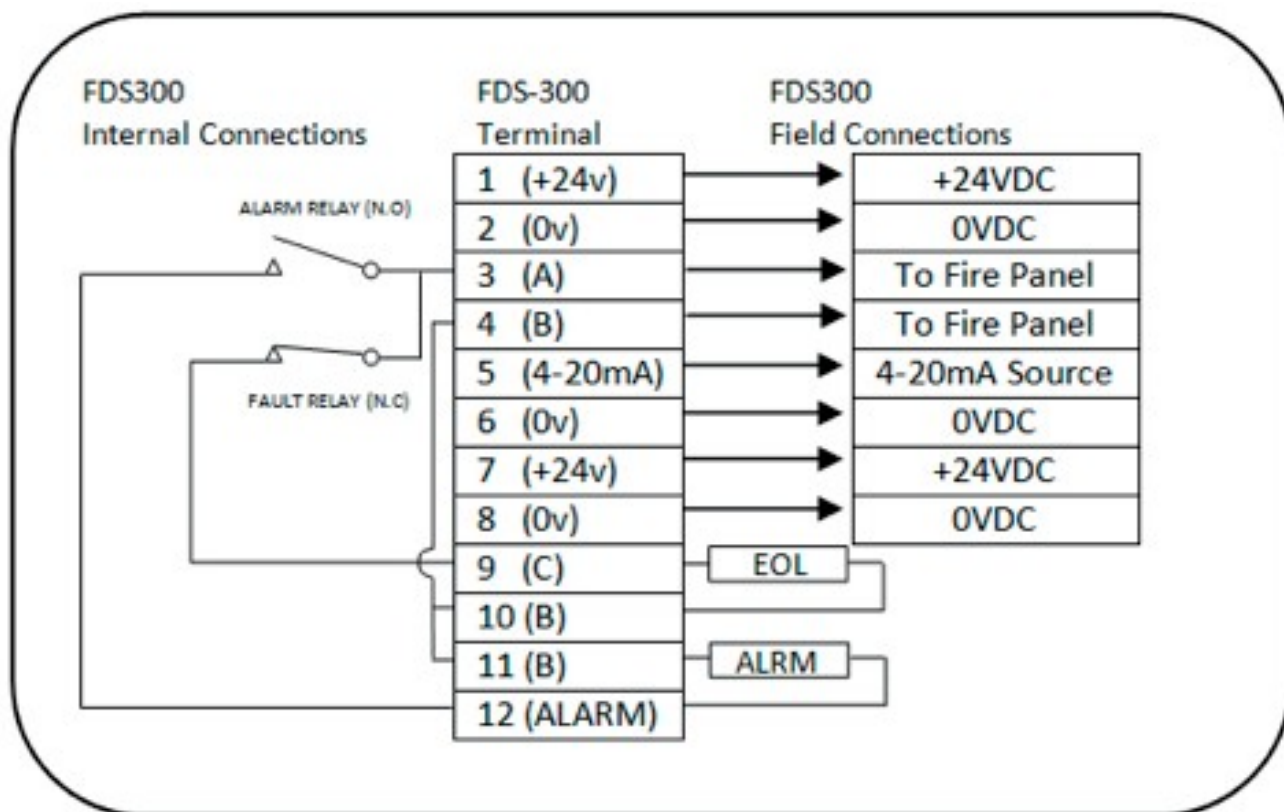 FDS300
Internal Connections
FDS-300
Terminal
FDS300
Field Connections
ALARM RELAY (N.O)
FAULT RELAY (N.C)
1 (+24v)
+24VDC
2 (0v)
0VDC
3 (A)
To Fire Panel
4 (B)
To Fire Panel
5 (4-20mA)
4-20mA Source
6 (0v)
0VDC
7 (+24v)
+24VDC
8 (0v)
0VDC
9 (C)
EOL
10 (B)
11 (B)
ALRM
12 (ALARM)